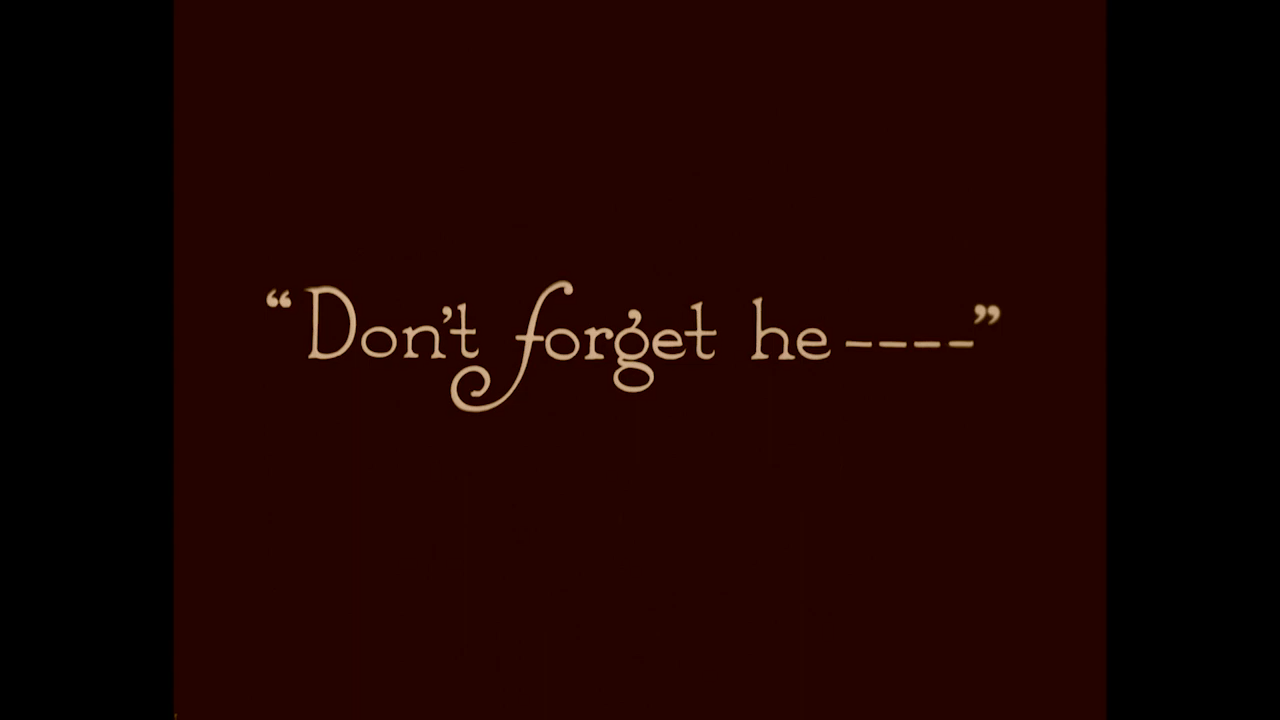 “Don't forget he ----”